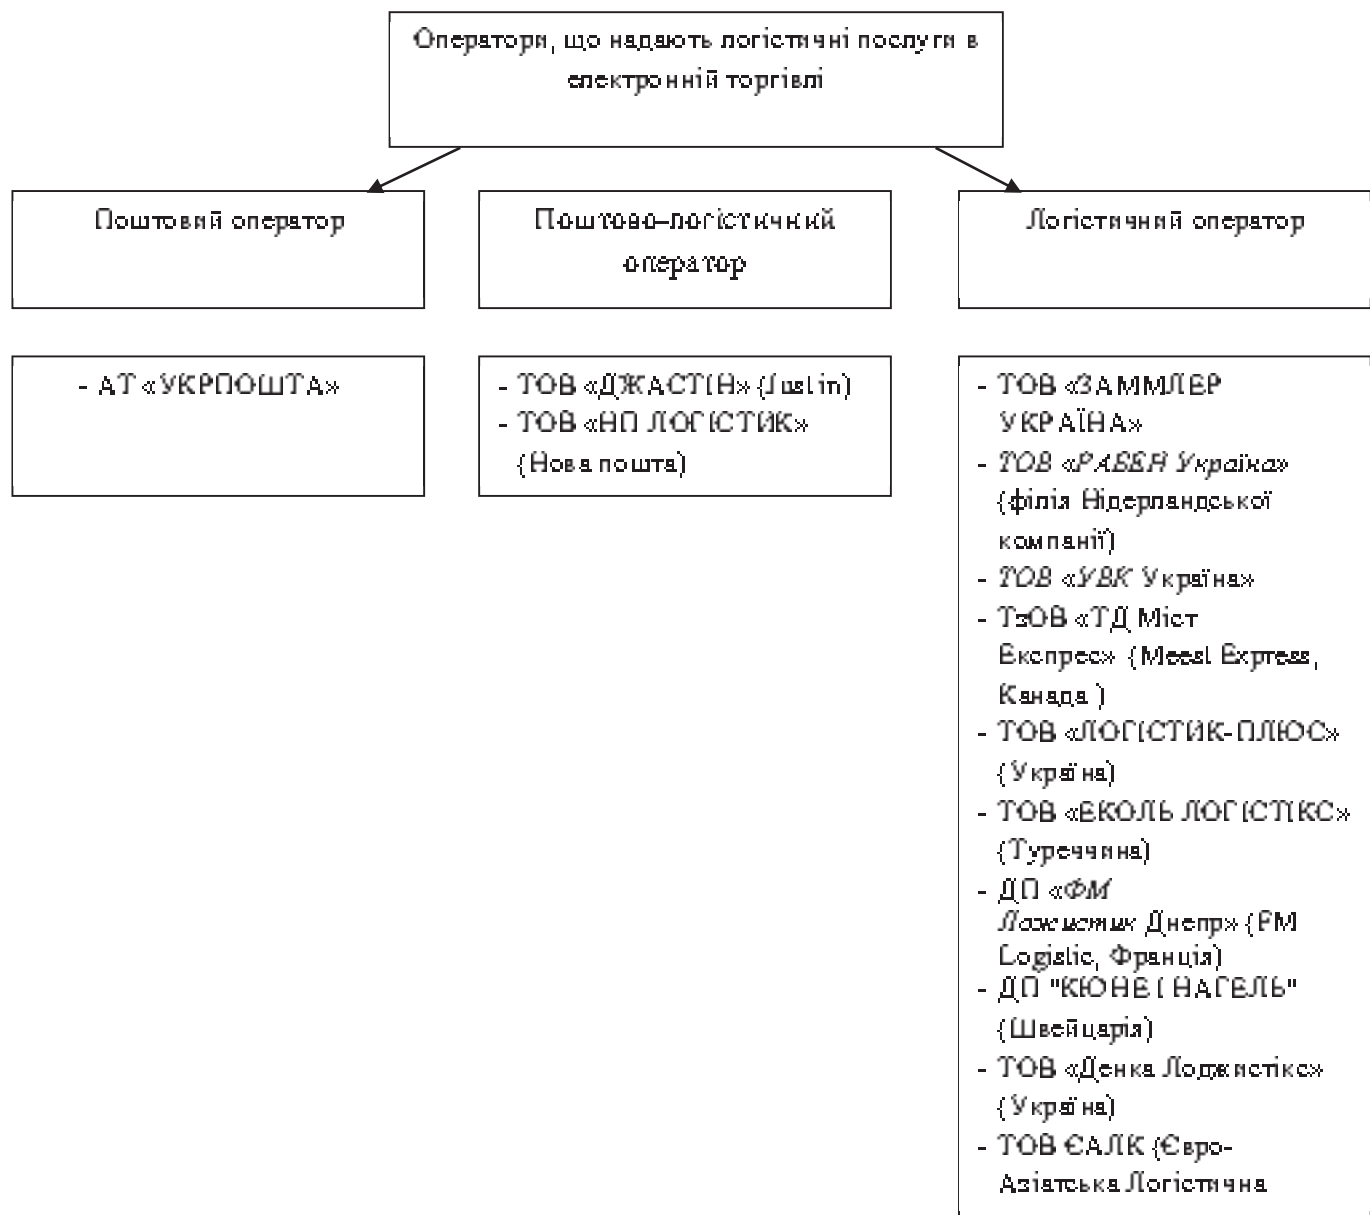 Оператори, що надають логістичні послуги в
електронній торгівлі
Поштовий оператор
Поштово-логістичний
оператор
Логістичний оператор
- АТ «УКРПОШТА»
- ТОВ «ДЖАСТІН» (Justin)
- ТОВ «НП ЛОГІСТИК»
(Нова пошта)
- ТОВ «ЗАММЛЕР
УКРАЇНА»
- ТОВ «РАБЕН Україна»
(філія Нідерландської
компанії)
- ТОВ «УВК Україна»
- ТзОВ «ТД Міст
Експрес» (Meest Express,
Канада )
- ТОВ «ЛОГІСТИК-ПЛЮС»
(Україна)
- ТОВ «ЕКОЛЬ ЛОГІСТІКС»
(Туреччина)
- ДП «ФМ
Ложистик Днепр» (FM
Logistic, Франція)
- ДП "КЮНЕ І НАГЕЛЬ"
(Швейцарія)
- ТОВ «Денка Лоджистікс»
(Україна)
- ТОВ ЄАЛК (Євро-
Азіатська Логістична